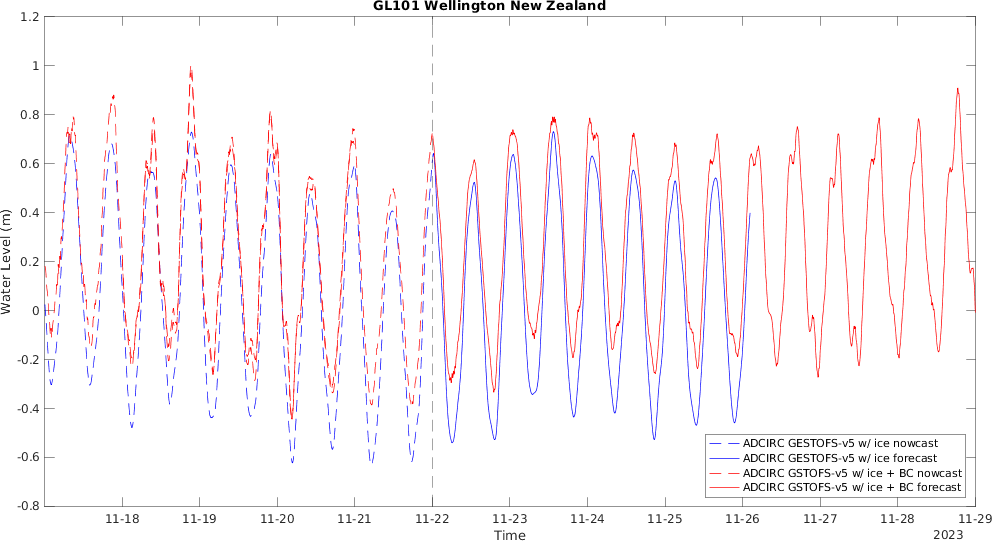 GL101 Wellington New Zealand
1.2
1
0.8
0.6
0.4
0.2
0
-0.2
-0.4
-0.6
-0.8
Water Level (m)
ADCIRC GESTOFS-v5 w/ ice nowcast
ADCIRC GESTOFS-v5 w/ ice forecast
ADCIRC GSTOFS-v5 w/ ice + BC nowcast
ADCIRC GSTOFS-v5 w/ ice + BC forecast
11-18 11-19 11-20 11-21 11-22 11-23 11-24 11-25 11-26 11-27 11-28 11-29
Time
2023